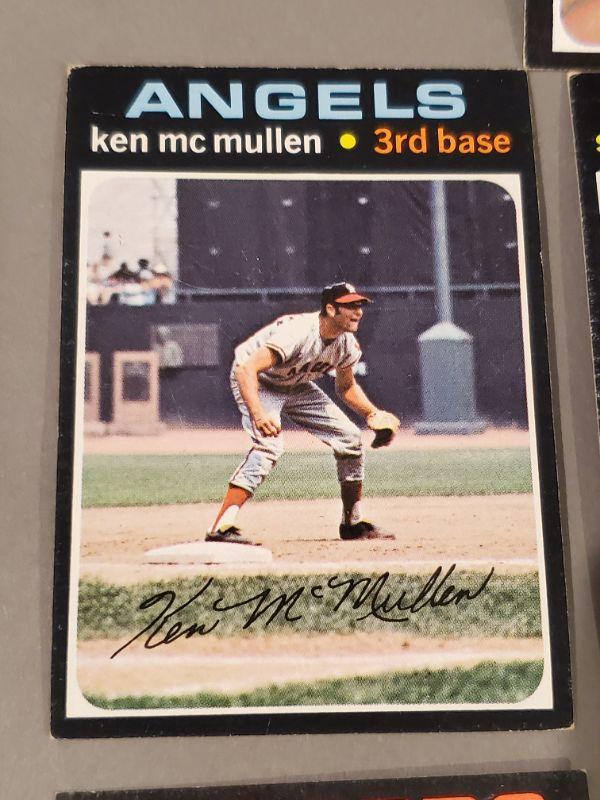 ANGELS
ken mc mullen • 3rd base
Ken McMullen